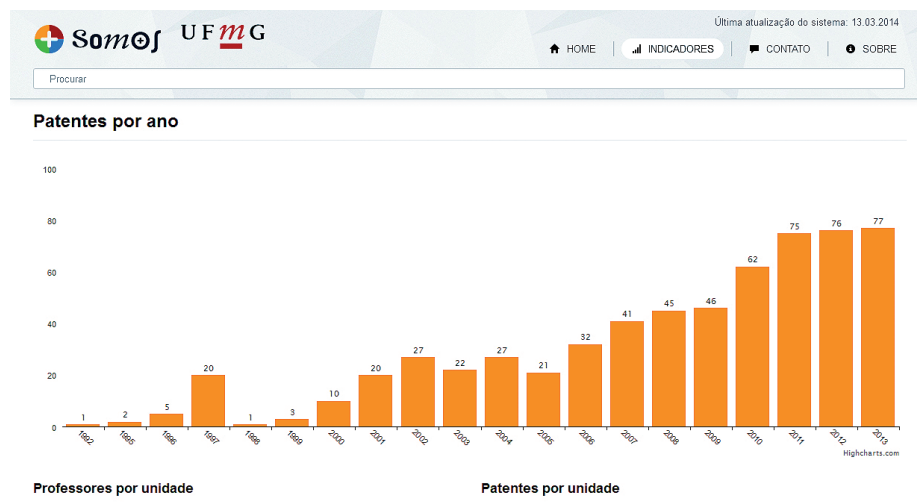 Última atualização do sistema: 13.03.2014
Somos UFmG
HOME INDICADORES CONTATO SOBRE
Procurar
Patentes por ano
100
80
60
40
20
0
1 2 5 20 1 3 10 20 27 22 27 21 32 41 45 46 62 75 76 77
1992 1995 1996 1997 1998 1999 2000 2001 2002 2003 2004 2005 2006 2007 2008 2009 2010 2011 2012 2013
Highcharts.com
Professores por unidade Patentes por unidade